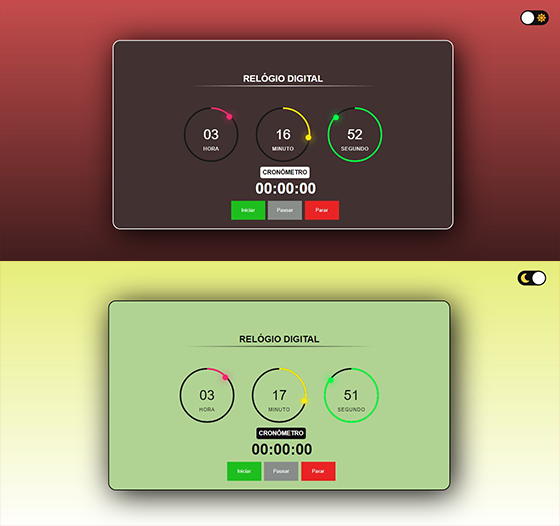 RELÓGIO DIGITAL
03 16 52
HORA MINUTO SEGUNDO
CRONÔMETRO
00:00:00
Iniciar Pausar Parar
RELÓGIO DIGITAL
03 17 51
HORA MINUTO SEGUNDO
CRONÔMETRO
00:00:00
Iniciar Pausar Parar